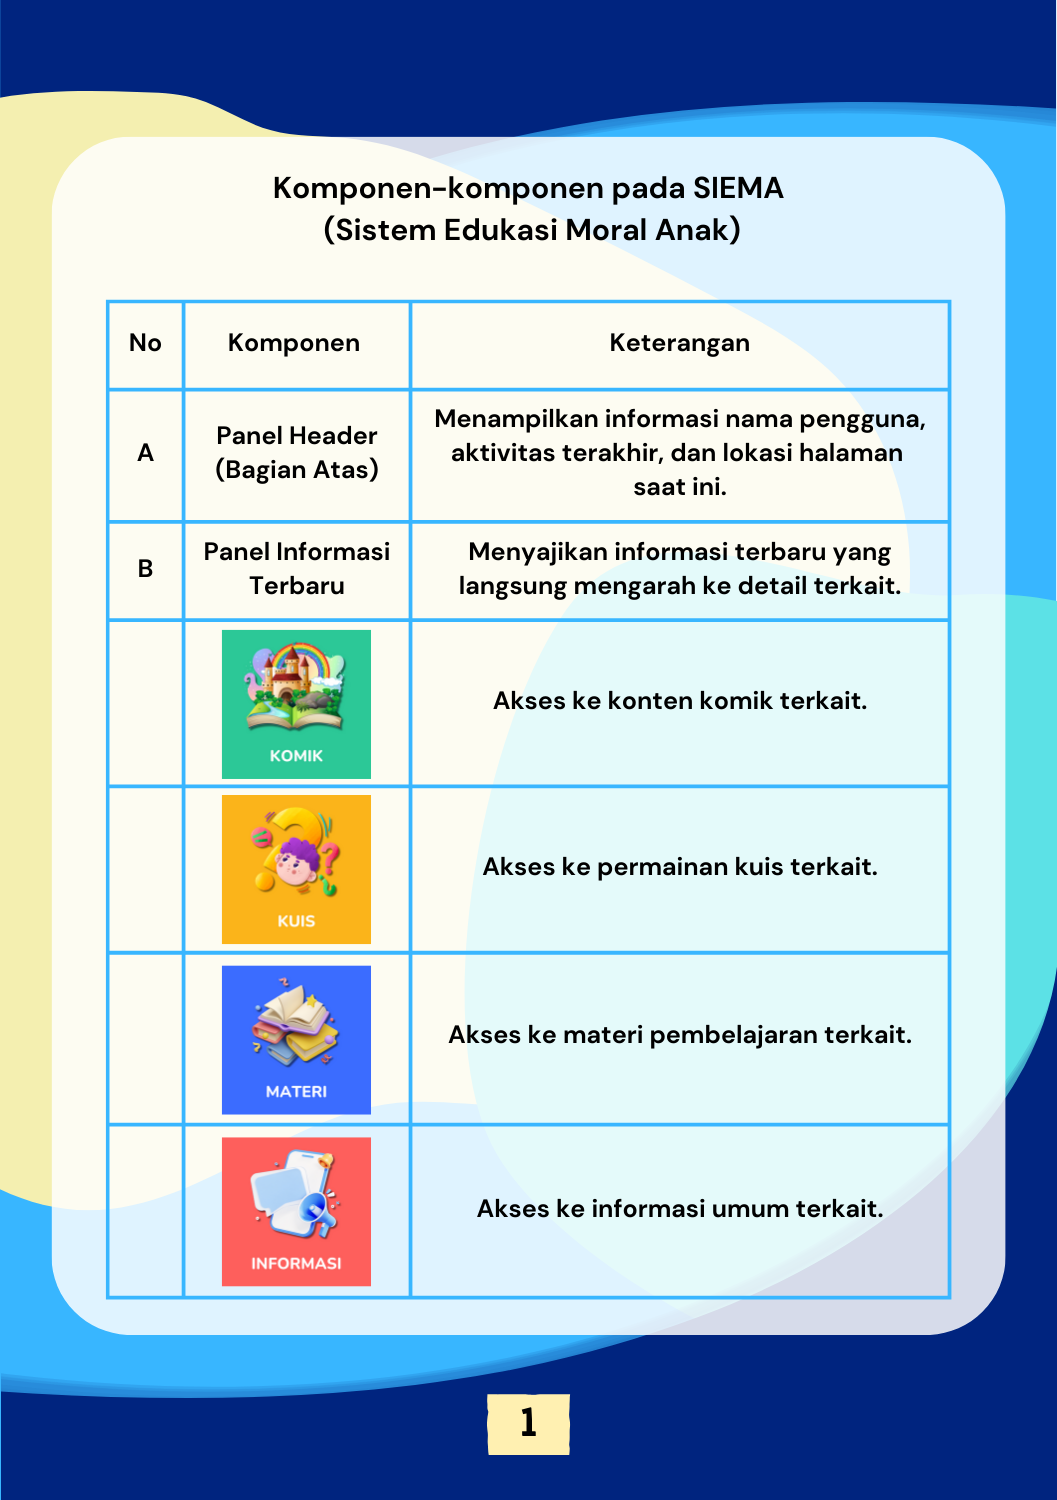 Komponen-komponen pada SIEMA
(Sistem Edukasi Moral Anak)
No
Komponen
Keterangan
A
Panel Header
(Bagian Atas)
Menampilkan informasi nama pengguna,
aktivitas terakhir, dan lokasi halaman
saat ini.
B
Panel Informasi
Terbaru
Menyajikan informasi terbaru yang
langsung mengarah ke detail terkait.
KOMIK
Akses ke konten komik terkait.
KUIS
Akses ke permainan kuis terkait.
MATERI
Akses ke materi pembelajaran terkait.
INFORMASI
Akses ke informasi umum terkait.
1